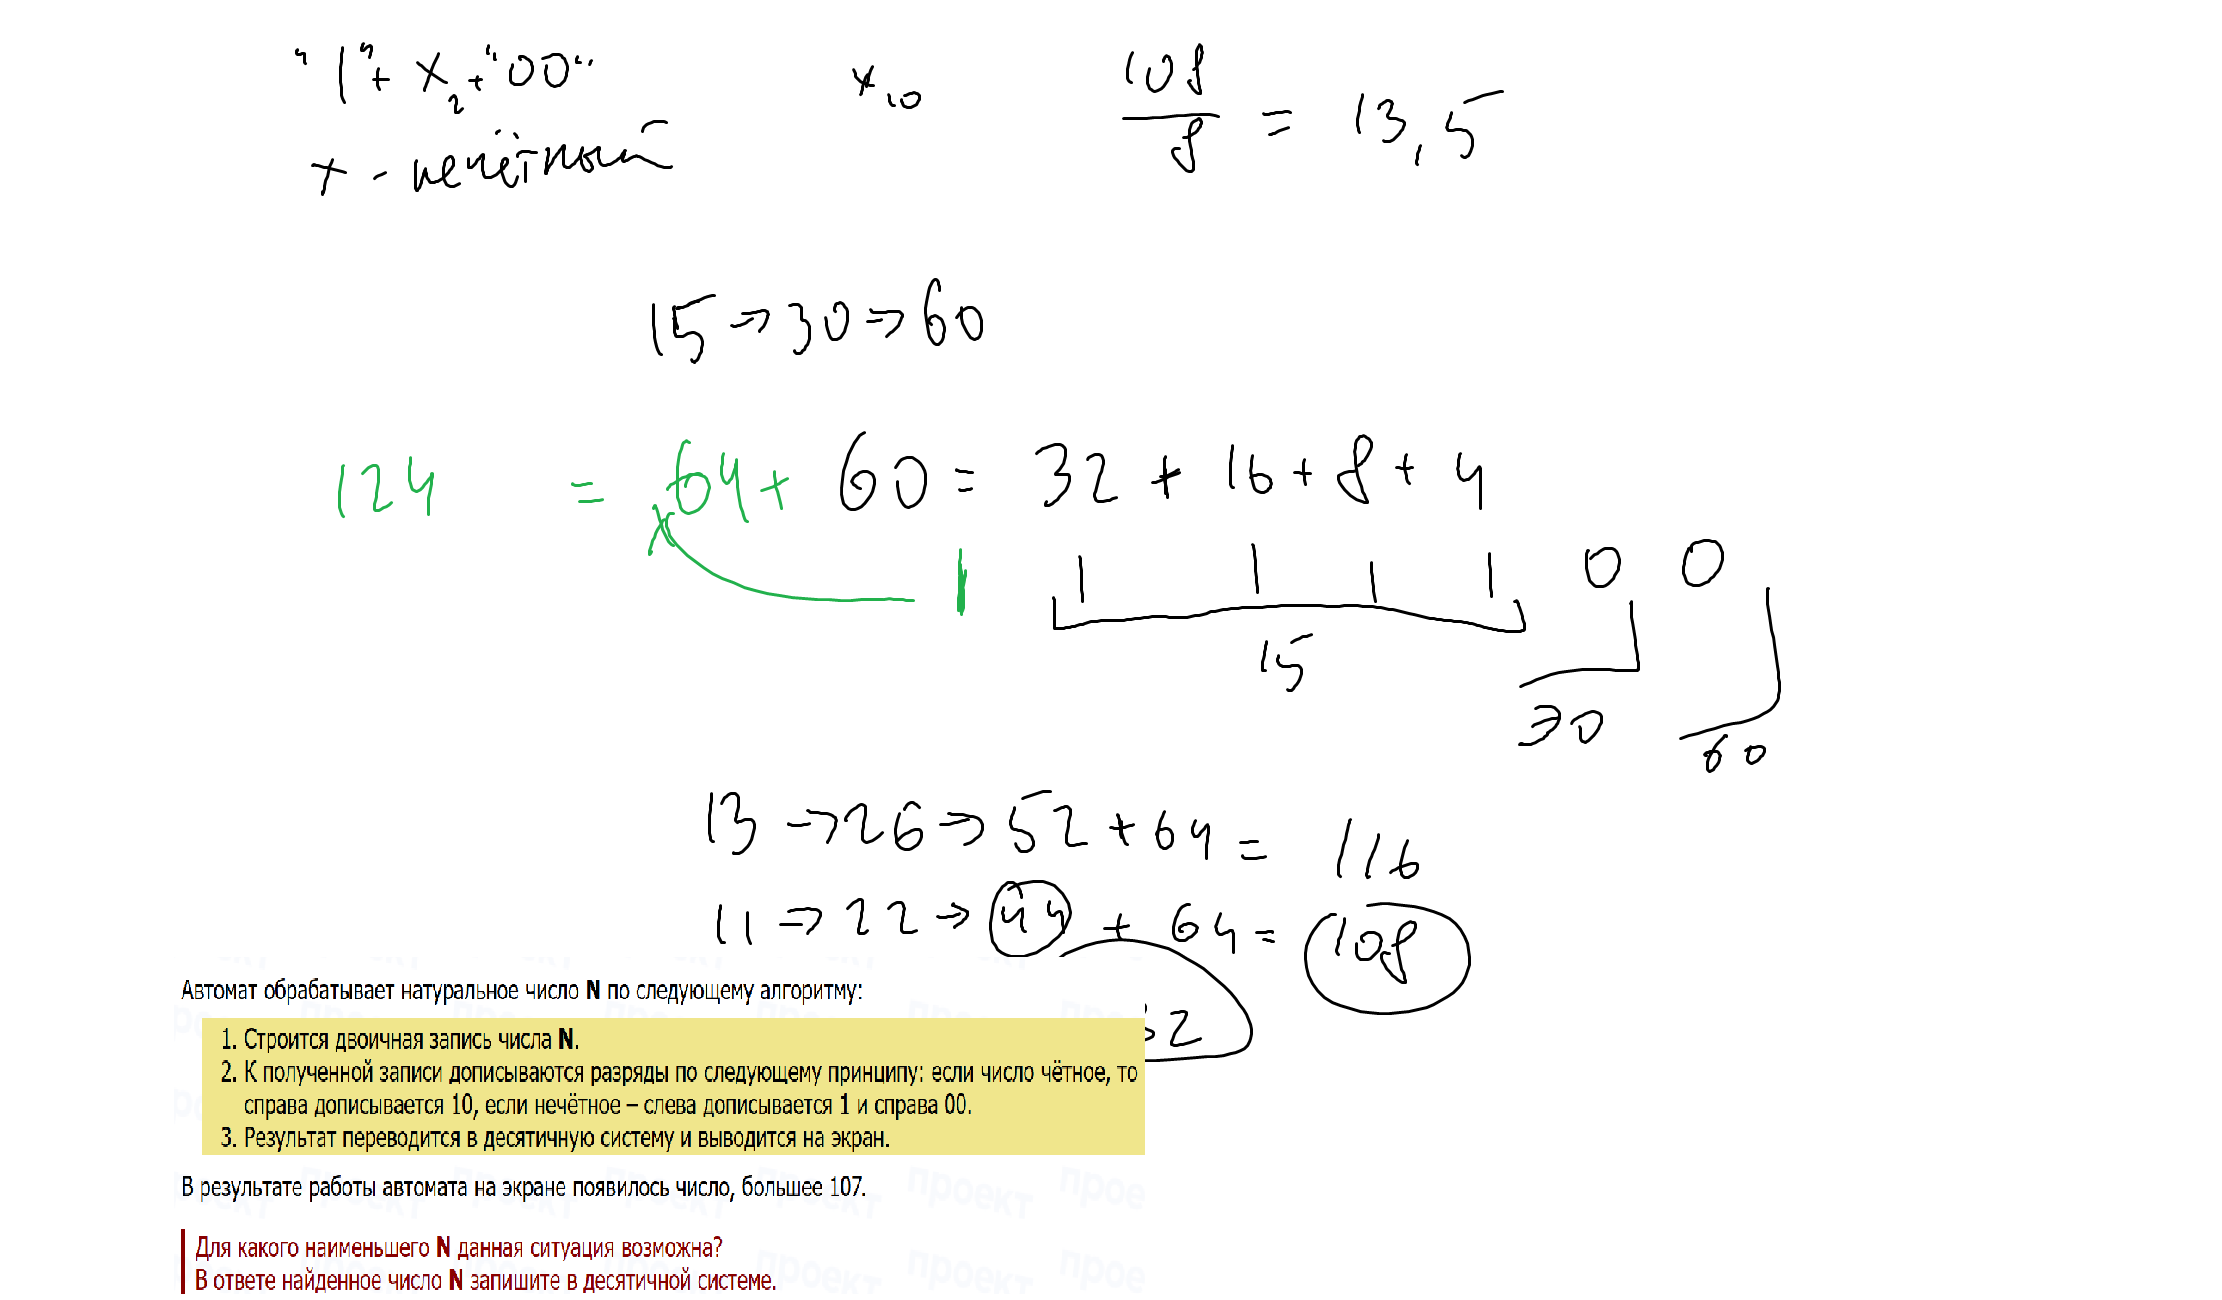 "1" + x₂ + "00" x₁₀ 108/8 = 13,5
x - нечётный
15 → 30 → 60
124 = 64 + 60 = 32 + 16 + 8 + 4
1 1 1 1 1 0 0
15
30
60
13 → 26 → 52 + 64 = 116
11 → 22 → 44 + 64 = 108
32
Автомат обрабатывает натуральное число N по следующему алгоритму:
1. Строится двоичная запись числа N.
2. К полученной записи дописываются разряды по следующему принципу: если число чётное, то
справа дописывается 10, если нечётное – слева дописывается 1 и справа 00.
3. Результат переводится в десятичную систему и выводится на экран.
В результате работы автомата на экране появилось число, большее 107.
Для какого наименьшего N данная ситуация возможна?
В ответе найденное число N запишите в десятичной системе.